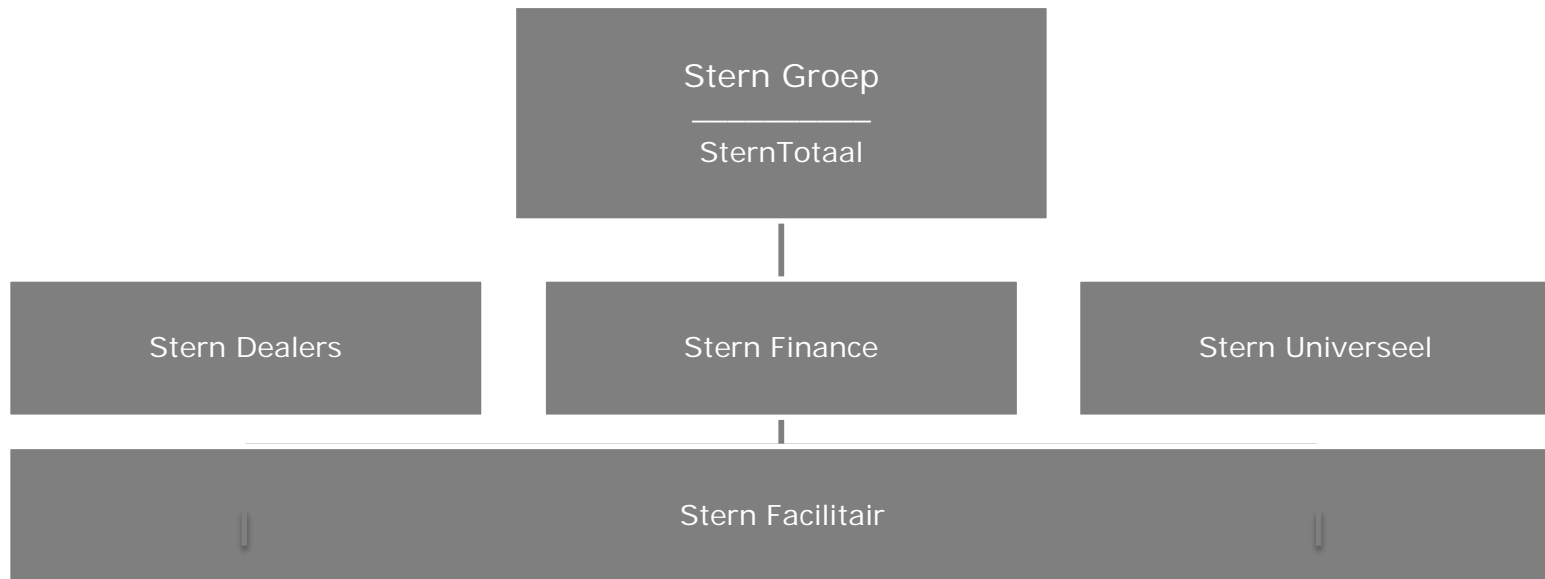 Stern Groep
SternTotaal
Stern Dealers
Stern Finance
Stern Universeel
Stern Facilitair